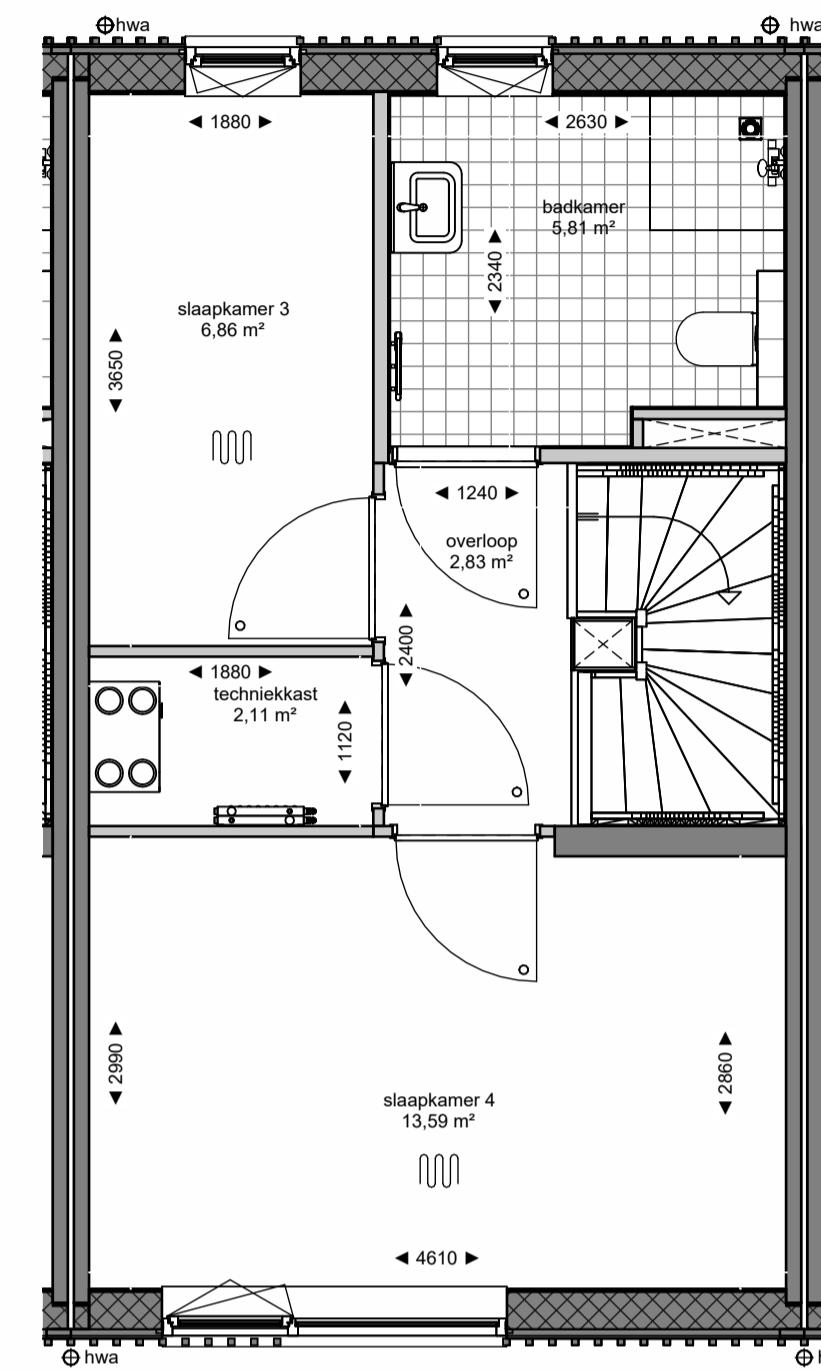 hwa
hwa
1880
2630
badkamer
5,81 m²
2340
slaapkamer 3
6,86 m²
3650
1240
overloop
2,83 m²
2400
1880
techniekkast
2,11 m²
1120
2990
2860
slaapkamer 4
13,59 m²
4610
hwa